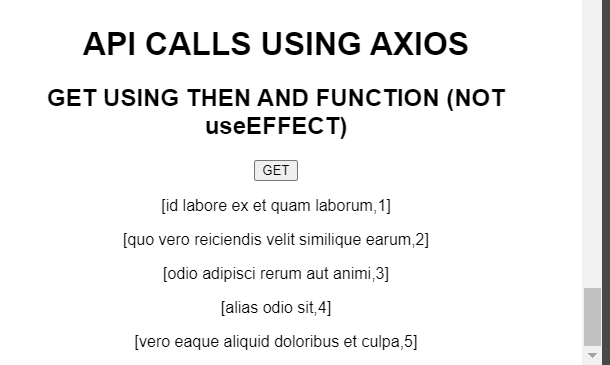 API CALLS USING AXIOS
GET USING THEN AND FUNCTION (NOT
useEFFECT)
GET
[id labore ex et quam laborum,1]
[quo vero reiciendis velit similique earum,2]
[odio adipisci rerum aut animi,3]
[alias odio sit,4]
[vero eaque aliquid doloribus et culpa,5]